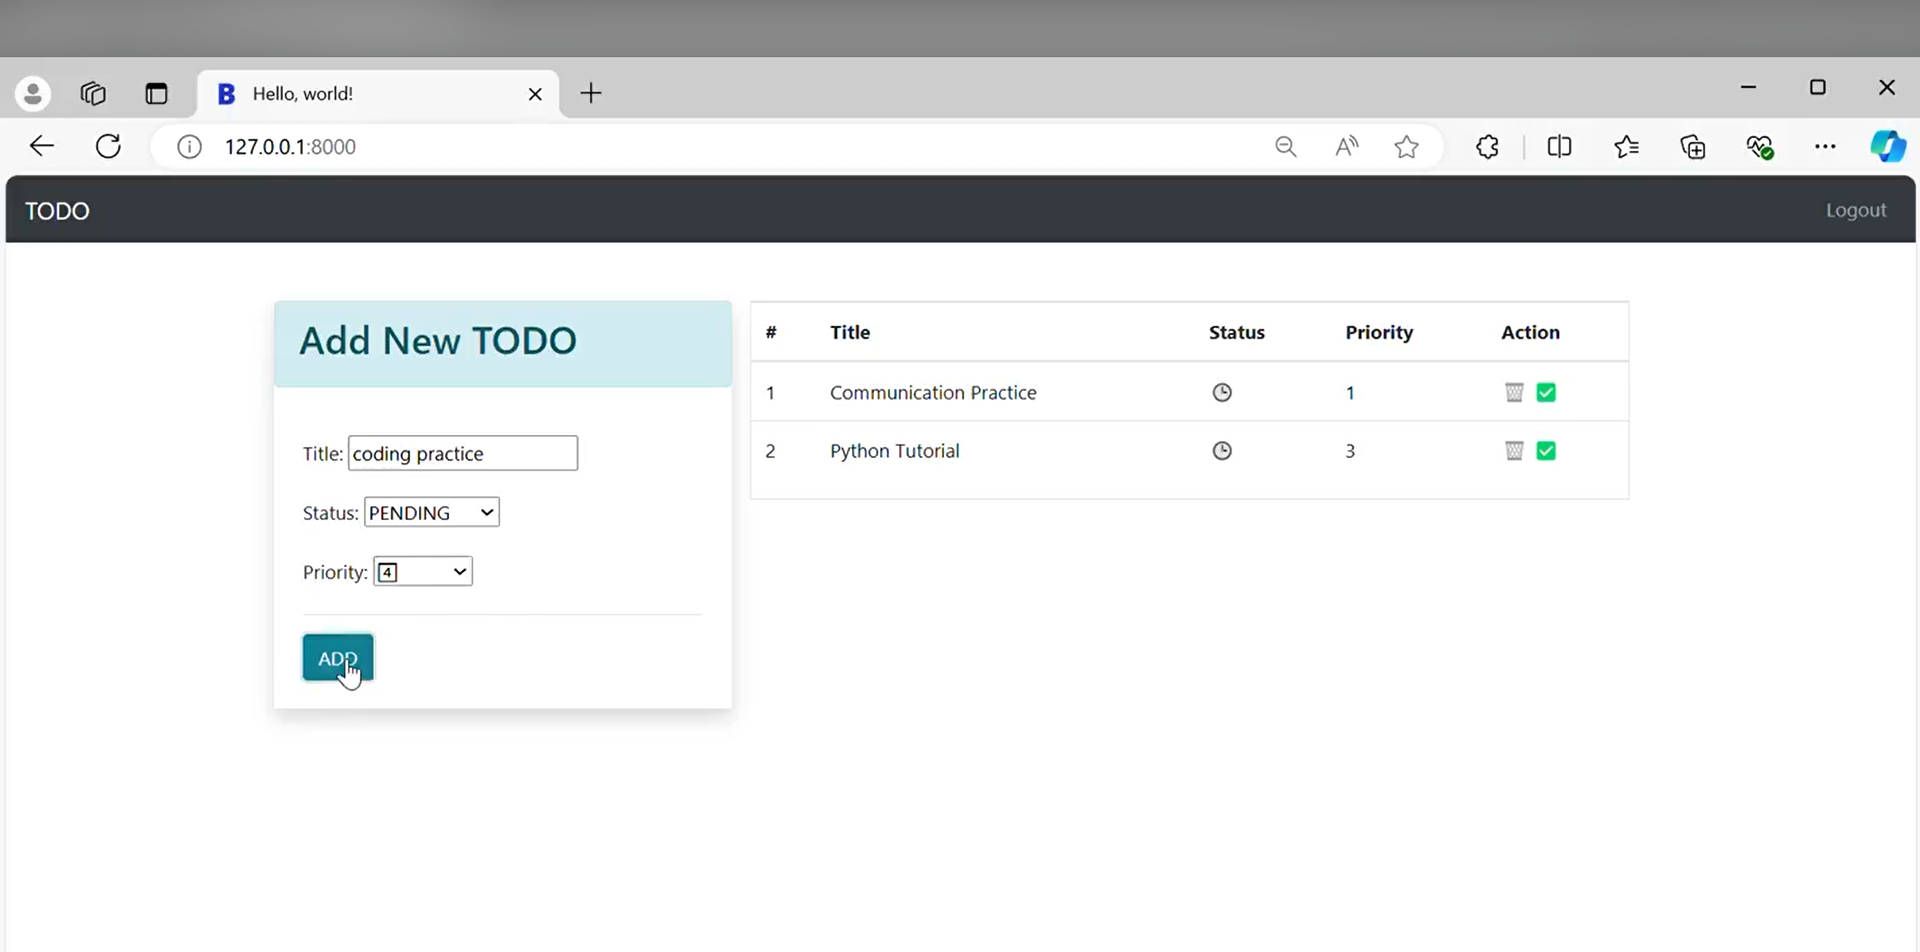 Hello, world!
127.0.0.1:8000
TODO
Logout
Add New TODO
Title: coding practice
Status: PENDING
Priority: 4
ADD
# Title Status Priority Action
1 Communication Practice 1
2 Python Tutorial 3